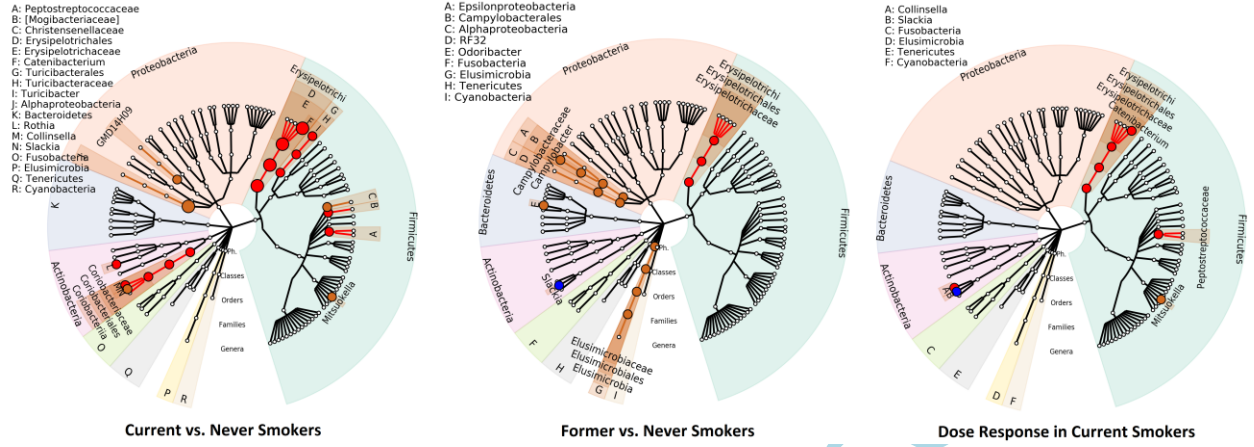 A: Peptostreptococcaceae
B: [Mogibacteriaceae]
C: Christensenellaceae
D: Erysipelotrichales
E: Erysipelotrichaceae
F: Catenibacterium
G: Turicibacterales
H: Turicibacteraceae
I: Turicibacter
J: Alphaproteobacteria
K: Bacteroidetes
L: Rothia
M: Collinsella
N: Slackia
O: Fusobacteria
P: Elusimicrobia
Q: Tenericutes
R: Cyanobacteria
Proteobacteria
GMD14H09
Erysipelotrichi
D
G
E
H
F
K
C B
A
L
M N
Firmicutes
Mitsuokella
Coriobacteriaceae
Coriobacteriales
Coriobacteriia
Actinobacteria
O
Q
P
R
Ph.
Classes
Orders
Families
Genera
Current vs. Never Smokers
A: Epsilonproteobacteria
B: Campylobacterales
C: Alphaproteobacteria
D: RF32
E: Odoribacter
F: Fusobacteria
G: Elusimicrobia
H: Tenericutes
I: Cyanobacteria
Proteobacteria
Erysipelotrichi
Erysipelotrichales
Erysipelotrichaceae
A
B
C
D
Campylobacteraceae
Campylobacter
Bacteroidetes
E
Firmicutes
Slackia
Actinobacteria
F
H
Elusimicrobiaceae
Elusimicrobiales
Elusimicrobia
G
I
Ph.
Classes
Orders
Families
Genera
Former vs. Never Smokers
A: Collinsella
B: Slackia
C: Fusobacteria
D: Elusimicrobia
E: Tenericutes
F: Cyanobacteria
Proteobacteria
Erysipelotrichi
Erysipelotrichales
Erysipelotrichaceae
Catenibacterium
Bacteroidetes
Firmicutes
Peptostreptococcaceae
Mitsuokella
A B
Actinobacteria
C
E
D
F
Ph.
Classes
Orders
Families
Genera
Dose Response in Current Smokers